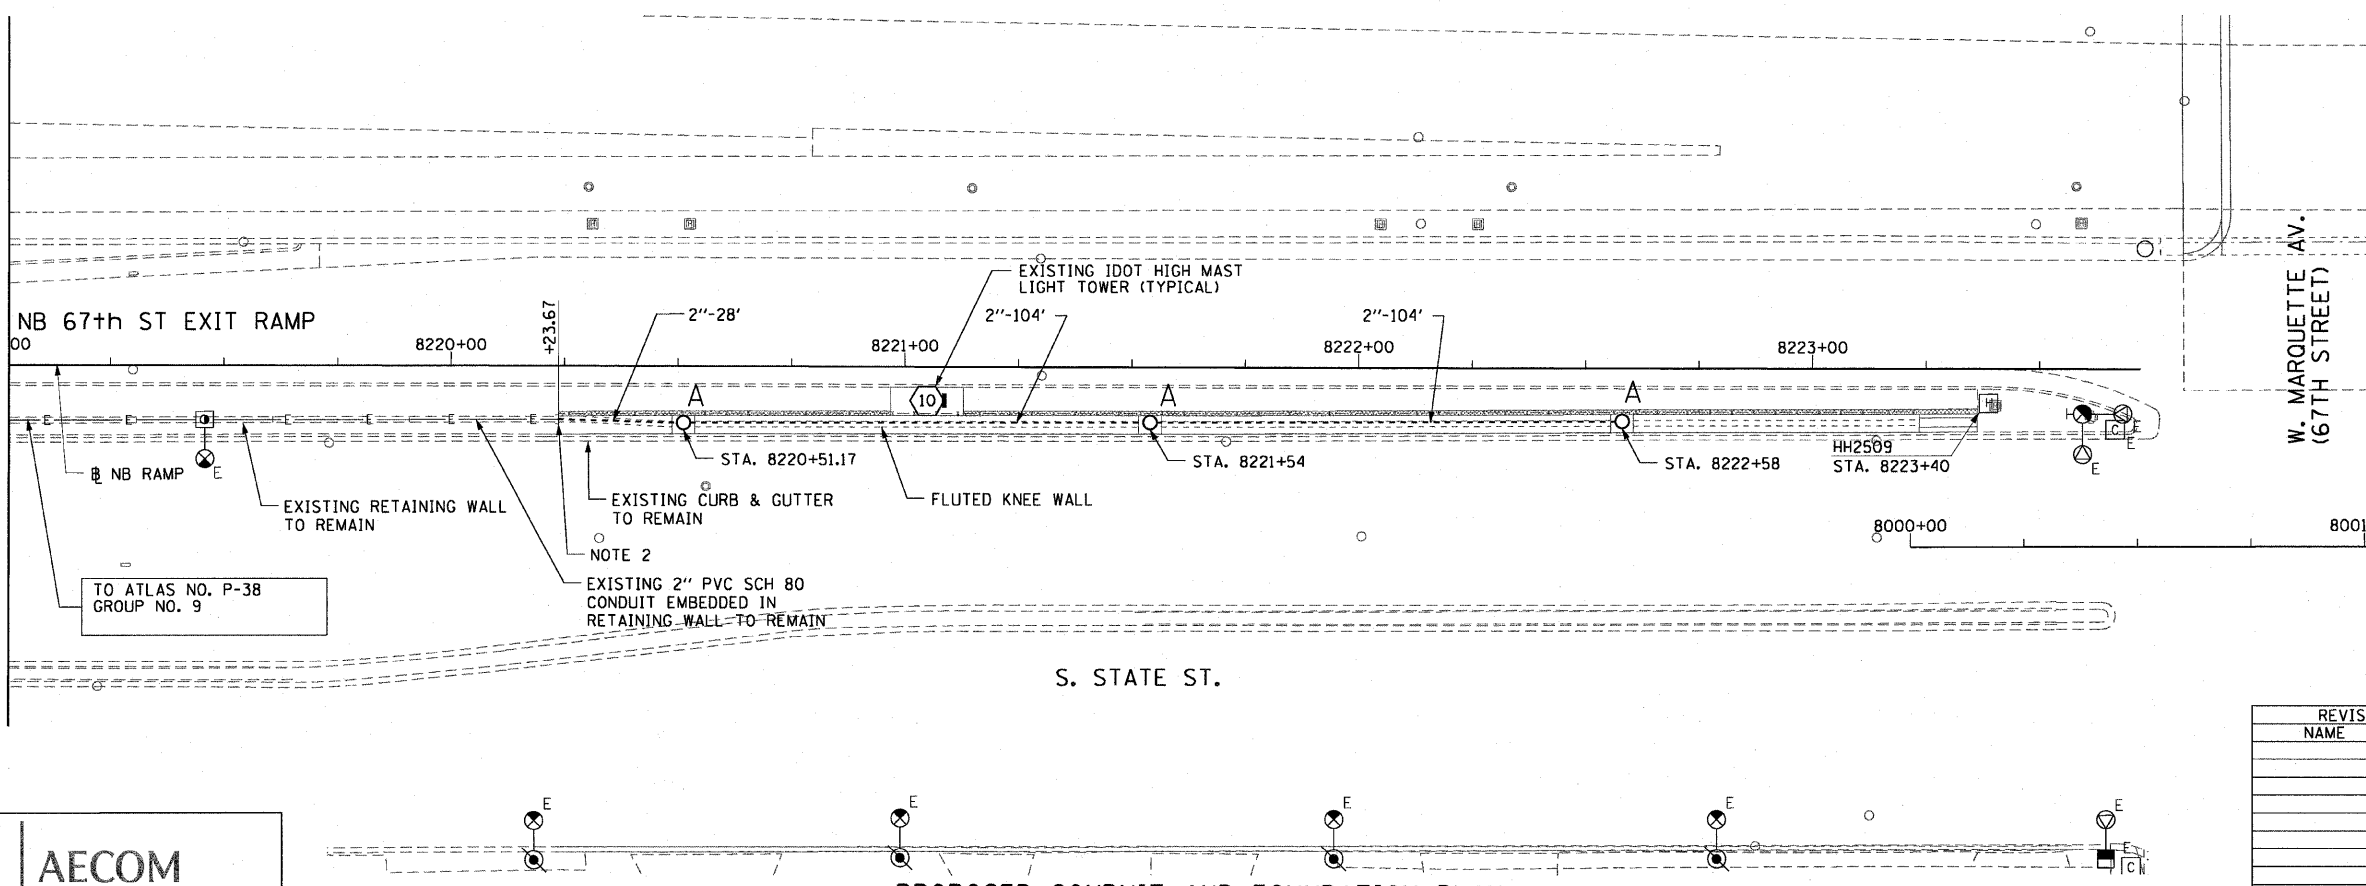 EXISTING IDOT HIGH MAST
LIGHT TOWER (TYPICAL)
NB 67th ST EXIT RAMP
+23.67
2"-28'
2"-104'
2"-104'
W. MARQUETTE AV.
(67TH STREET)
00
8220+00
8221+00
8222+00
8223+00
E E E E E E E
A
10
A
A
H
C
E
E
E
E
STA. 8220+51.17
STA. 8221+54
STA. 8222+58
HH2509
STA. 8223+40
B NB RAMP
EXISTING RETAINING WALL
TO REMAIN
EXISTING CURB & GUTTER
TO REMAIN
FLUTED KNEE WALL
8000+00
8001
NOTE 2
TO ATLAS NO. P-38
GROUP NO. 9
EXISTING 2" PVC SCH 80
CONDUIT EMBEDDED IN
RETAINING WALL TO REMAIN
S. STATE ST.
REVIS
NAME
E
E
E
E
E
E
C
N
AECOM